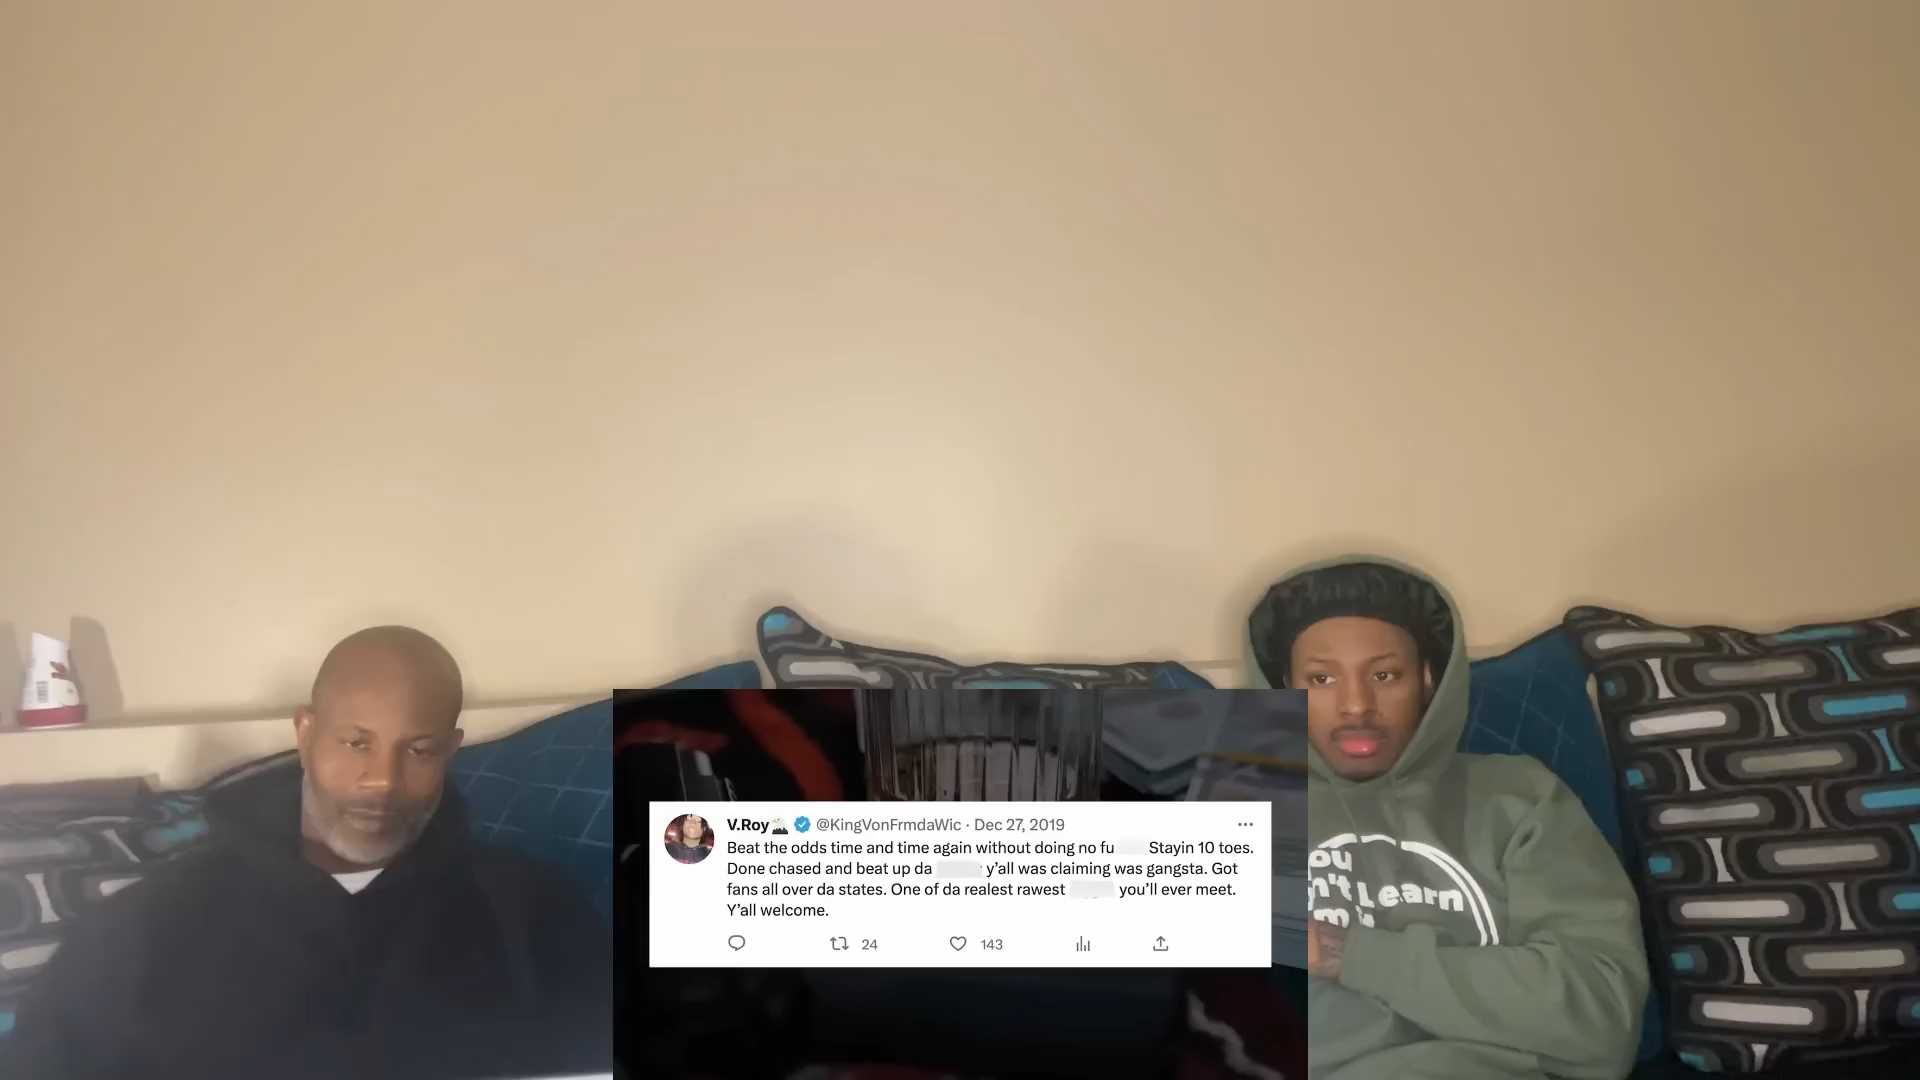 V.Roy @KingVonFrmdaWic · Dec 27, 2019
Beat the odds time and time again without doing no fu Stayin 10 toes.
Done chased and beat up da y'all was claiming was gangsta. Got
fans all over da states. One of da realest rawest you'll ever meet.
Y'all welcome.
24 143
ou
n't Learn
m